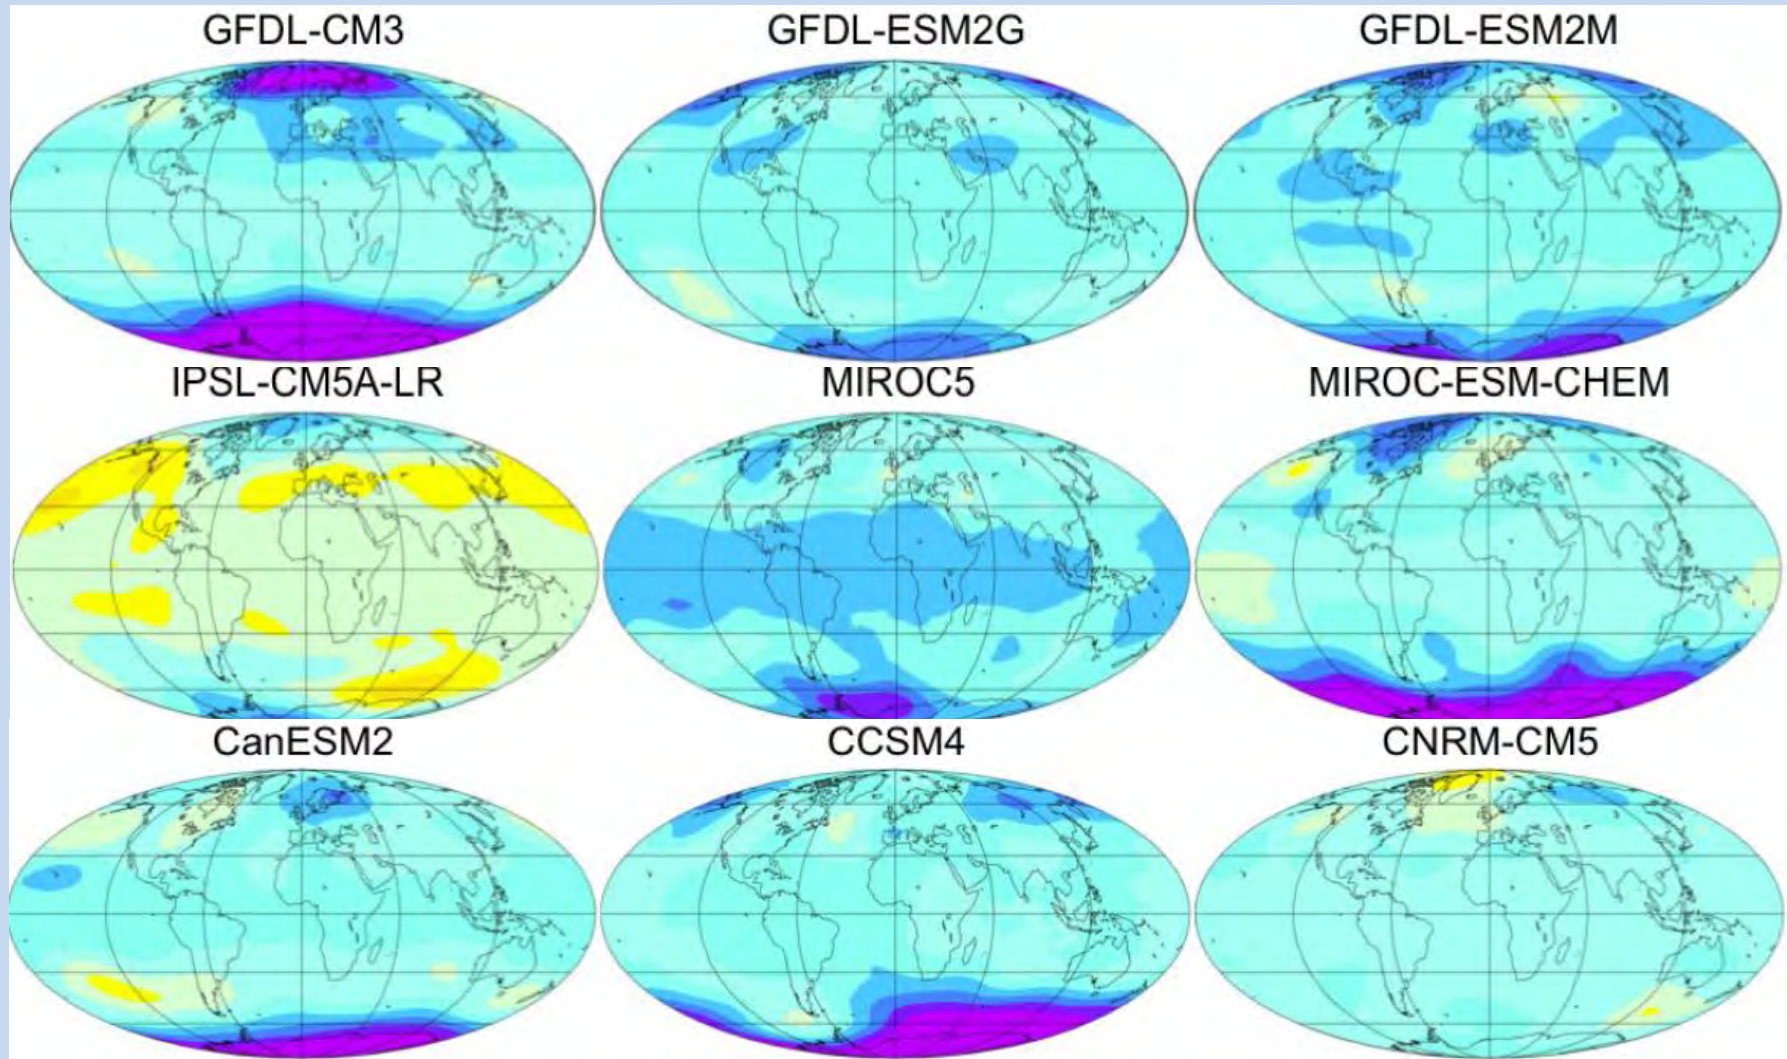 GFDL-CM3
GFDL-ESM2G
GFDL-ESM2M
IPSL-CM5A-LR
MIROC5
MIROC-ESM-CHEM
CanESM2
CCSM4
CNRM-CM5